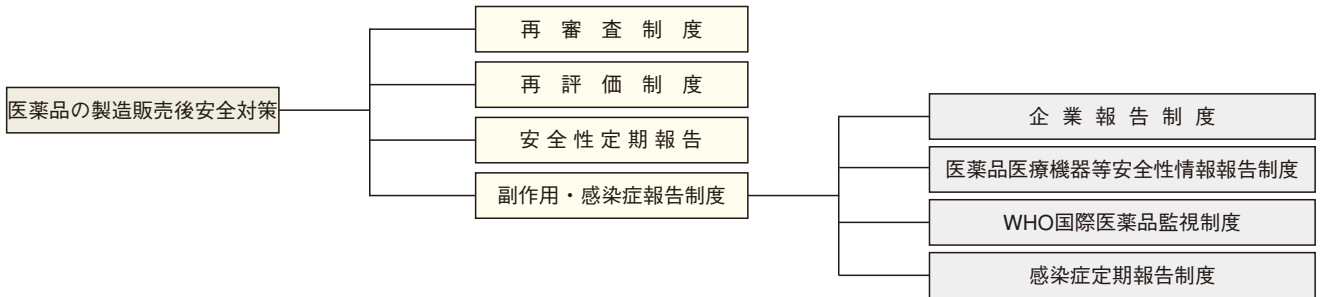 医薬品の製造販売後安全対策
再審査制度
再評価制度
安全性定期報告
副作用・感染症報告制度
企業報告制度
医薬品医療機器等安全性情報報告制度
WHO国際医薬品監視制度
感染症定期報告制度